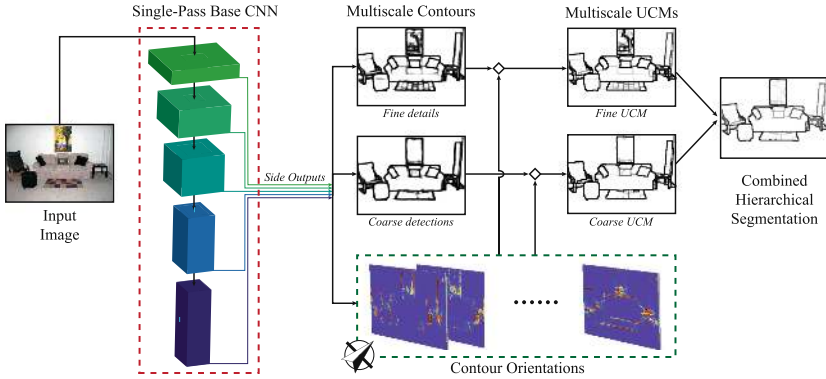 Single-Pass Base CNN
Multiscale Contours
Multiscale UCMs
Fine details
Fine UCM
Side Outputs
Coarse detections
Coarse UCM
Input
Image
Combined
Hierarchical
Segmentation
Contour Orientations